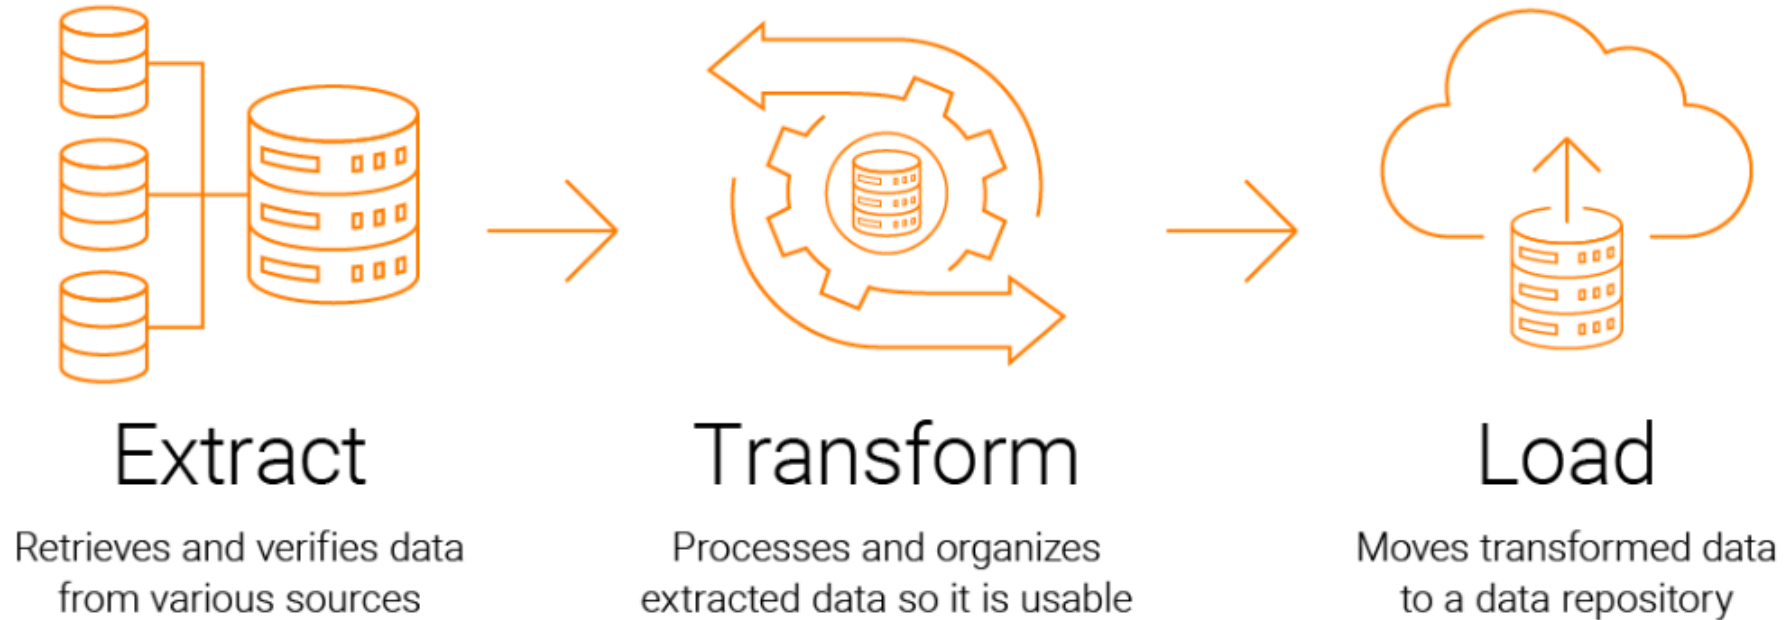 Extract
Retrieves and verifies data
from various sources
Transform
Processes and organizes
extracted data so it is usable
Load
Moves transformed data
to a data repository